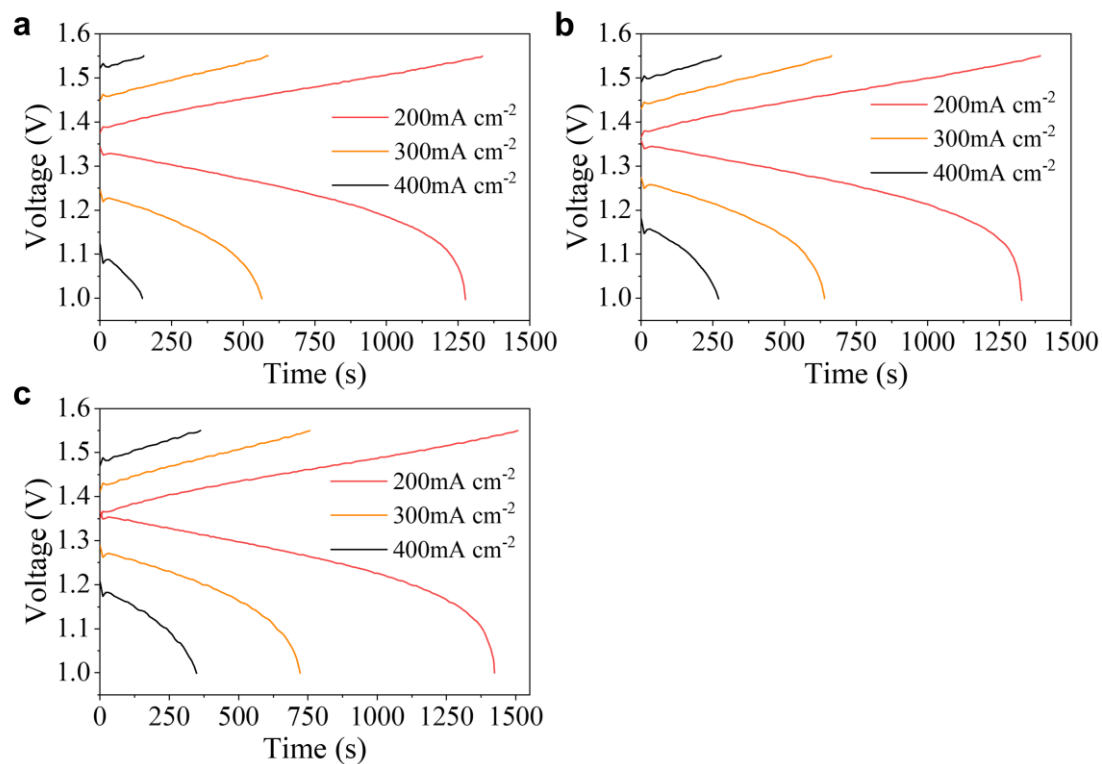 a
1.6
1.5
1.4
1.3
1.2
1.1
1.0
Voltage (V)
200mA cm⁻²
300mA cm⁻²
400mA cm⁻²
0 250 500 750 1000 1250 1500
Time (s)
b
1.6
1.5
1.4
1.3
1.2
1.1
1.0
Voltage (V)
200mA cm⁻²
300mA cm⁻²
400mA cm⁻²
0 250 500 750 1000 1250 1500
Time (s)
c
1.6
1.5
1.4
1.3
1.2
1.1
1.0
Voltage (V)
200mA cm⁻²
300mA cm⁻²
400mA cm⁻²
0 250 500 750 1000 1250 1500
Time (s)